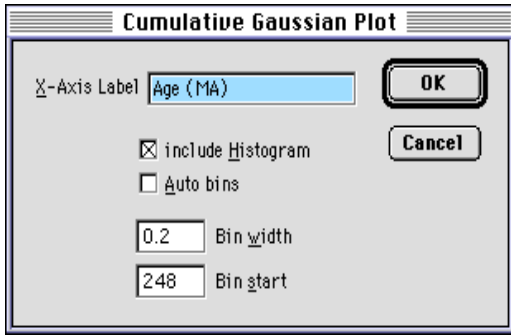 Cumulative Gaussian Plot
X-Axis Label Age (MA) OK
include Histogram Cancel
Auto bins
0.2 Bin width
248 Bin start